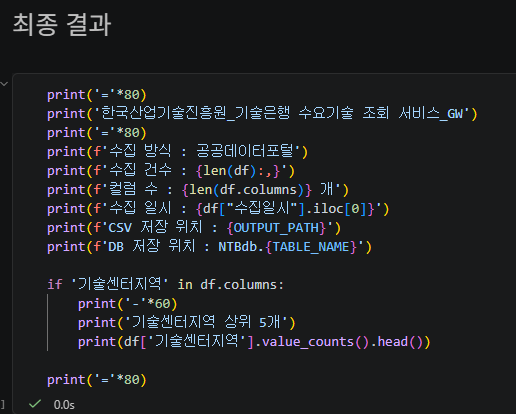 최종 결과
print('='*80)
print('한국산업기술진흥원_기술은행 수요기술 조회 서비스_GW')
print('='*80)
print(f'수집 방식 : 공공데이터포털')
print(f'수집 건수 : {len(df):,}')
print(f'컬럼 수 : {len(df.columns)} 개')
print(f'수집 일시 : {df["수집일시"].iloc[0]}')
print(f'CSV 저장 위치 : {OUTPUT_PATH}')
print(f'DB 저장 위치 : NTBdb.{TABLE_NAME}')
if '기술센터지역' in df.columns:
    print('-'*60)
    print('기술센터지역 상위 5개')
    print(df['기술센터지역'].value_counts().head())
print('='*80)
] 0.0s